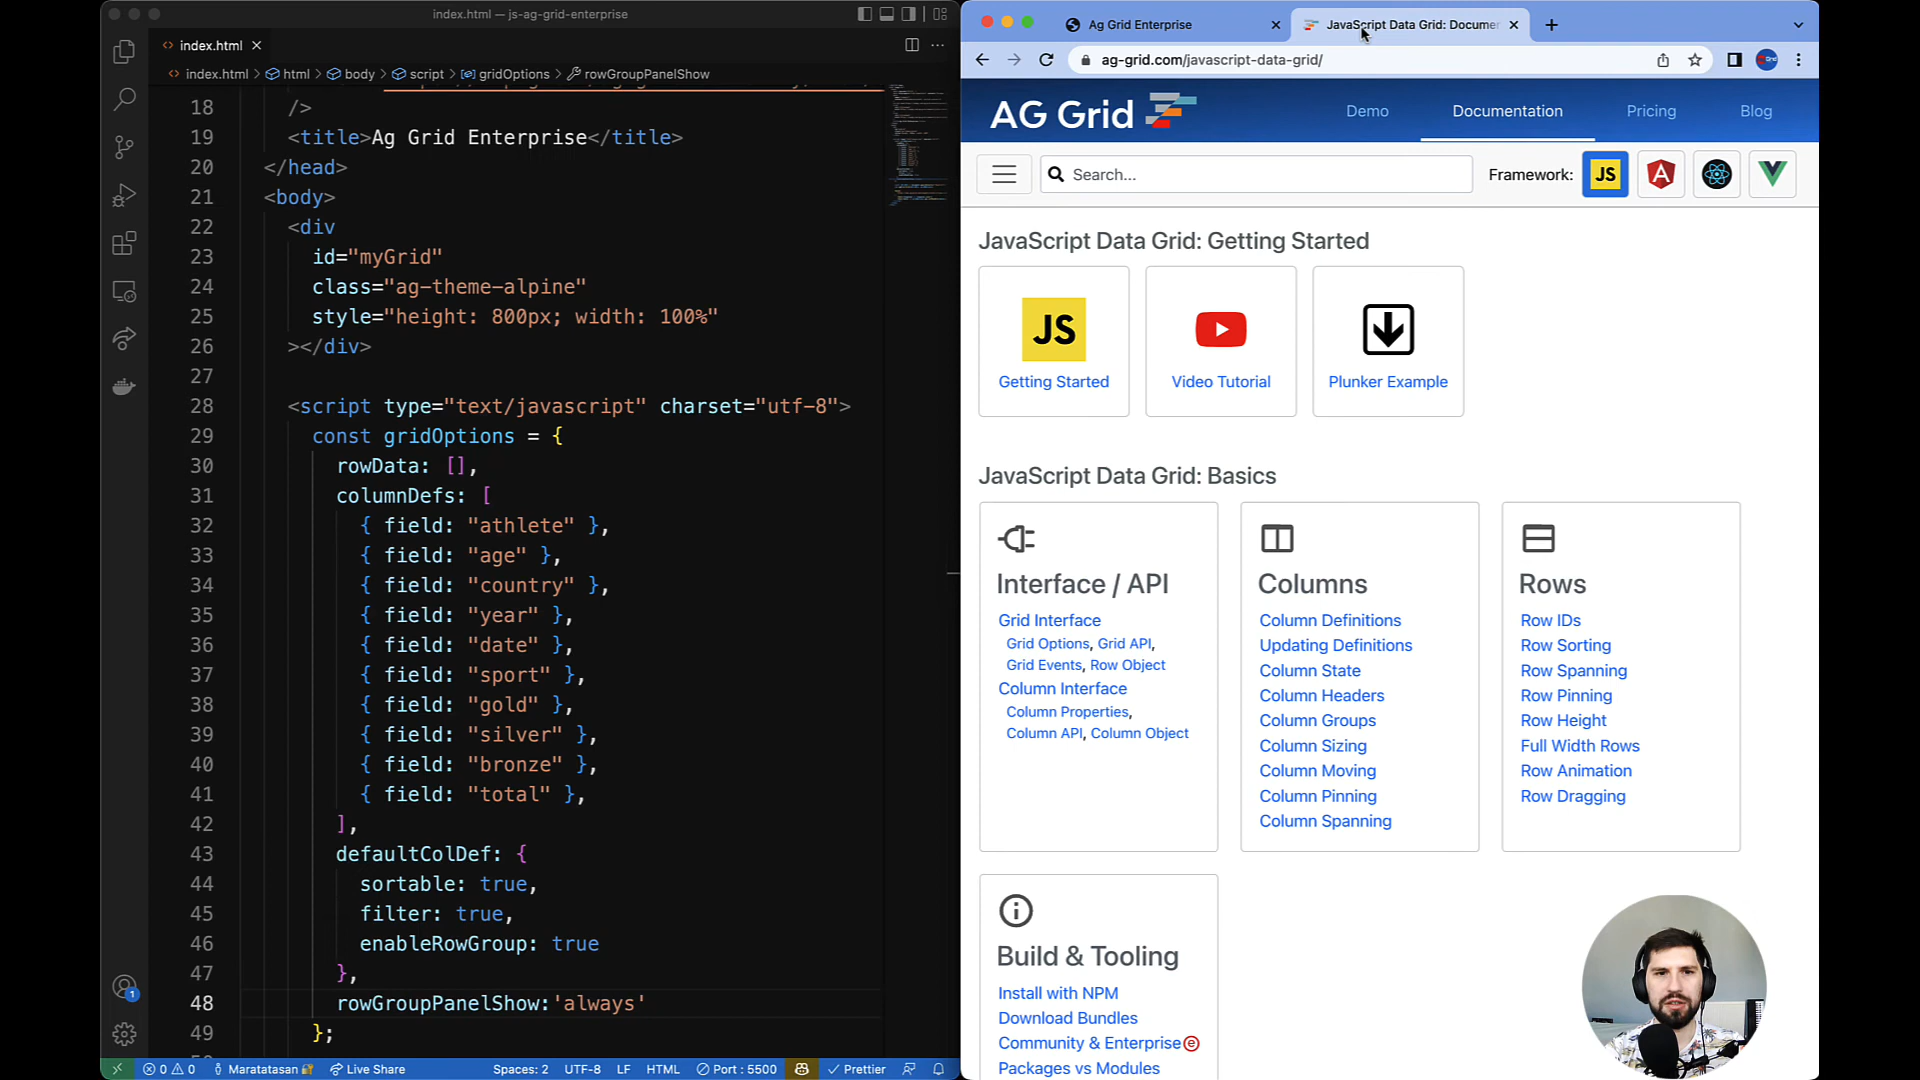 index.html — js-ag-grid-enterprise
index.html
index.html > html > body > script > gridOptions > rowGroupPanelShow
18 />
19 <title>Ag Grid Enterprise</title>
20 </head>
21 <body>
22 <div
23 id="myGrid"
24 class="ag-theme-alpine"
25 style="height: 800px; width: 100%"
26 ></div>
27
28 <script type="text/javascript" charset="utf-8">
29 const gridOptions = {
30 rowData: [],
31 columnDefs: [
32 { field: "athlete" },
33 { field: "age" },
34 { field: "country" },
35 { field: "year" },
36 { field: "date" },
37 { field: "sport" },
38 { field: "gold" },
39 { field: "silver" },
40 { field: "bronze" },
41 { field: "total" },
42 ],
43 defaultColDef: {
44 sortable: true,
45 filter: true,
46 enableRowGroup: true
47 },
48 rowGroupPanelShow:'always'
49 };
1
0 0 Maratatasan Live Share Spaces: 2 UTF-8 LF HTML Port : 5500 Prettier
Ag Grid Enterprise
JavaScript Data Grid: Documen
ag-grid.com/javascript-data-grid/
AG Grid
Demo Documentation Pricing Blog
Search...
Framework:
JS
JavaScript Data Grid: Getting Started
JS
Getting Started
Video Tutorial
Plunker Example
JavaScript Data Grid: Basics
Interface / API
Grid Interface
Grid Options, Grid API,
Grid Events, Row Object
Column Interface
Column Properties,
Column API, Column Object
Columns
Column Definitions
Updating Definitions
Column State
Column Headers
Column Groups
Column Sizing
Column Moving
Column Pinning
Column Spanning
Rows
Row IDs
Row Sorting
Row Spanning
Row Pinning
Row Height
Full Width Rows
Row Animation
Row Dragging
Build & Tooling
Install with NPM
Download Bundles
Community & Enterprise e
Packages vs Modules